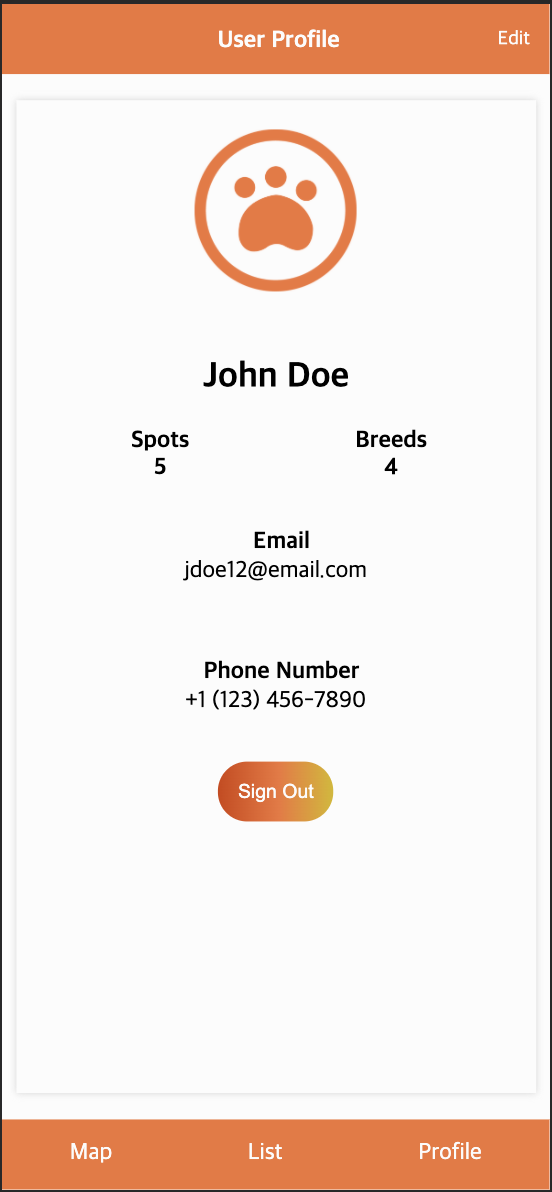 User Profile
Edit
John Doe
Spots
5
Breeds
4
Email
jdoe12@email.com
Phone Number
+1 (123) 456-7890
Sign Out
Map
List
Profile